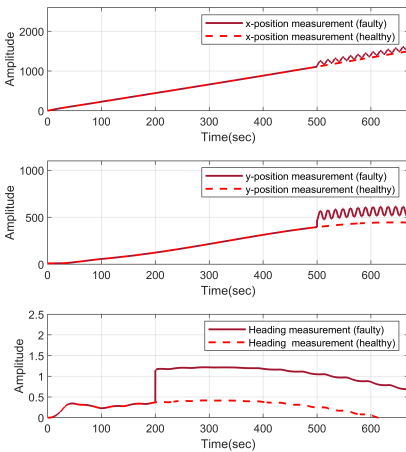 x-position measurement (faulty)
x-position measurement (healthy)
2000
1000
0
Amplitude
0 100 200 300 400 500 600
Time(sec)
y-position measurement (faulty)
y-position measurement (healthy)
1000
500
0
Amplitude
0 100 200 300 400 500 600
Time(sec)
Heading measurement (faulty)
Heading measurement (healthy)
2.5
2
1.5
1
0.5
0
Amplitude
0 100 200 300 400 500 600
Time(sec)